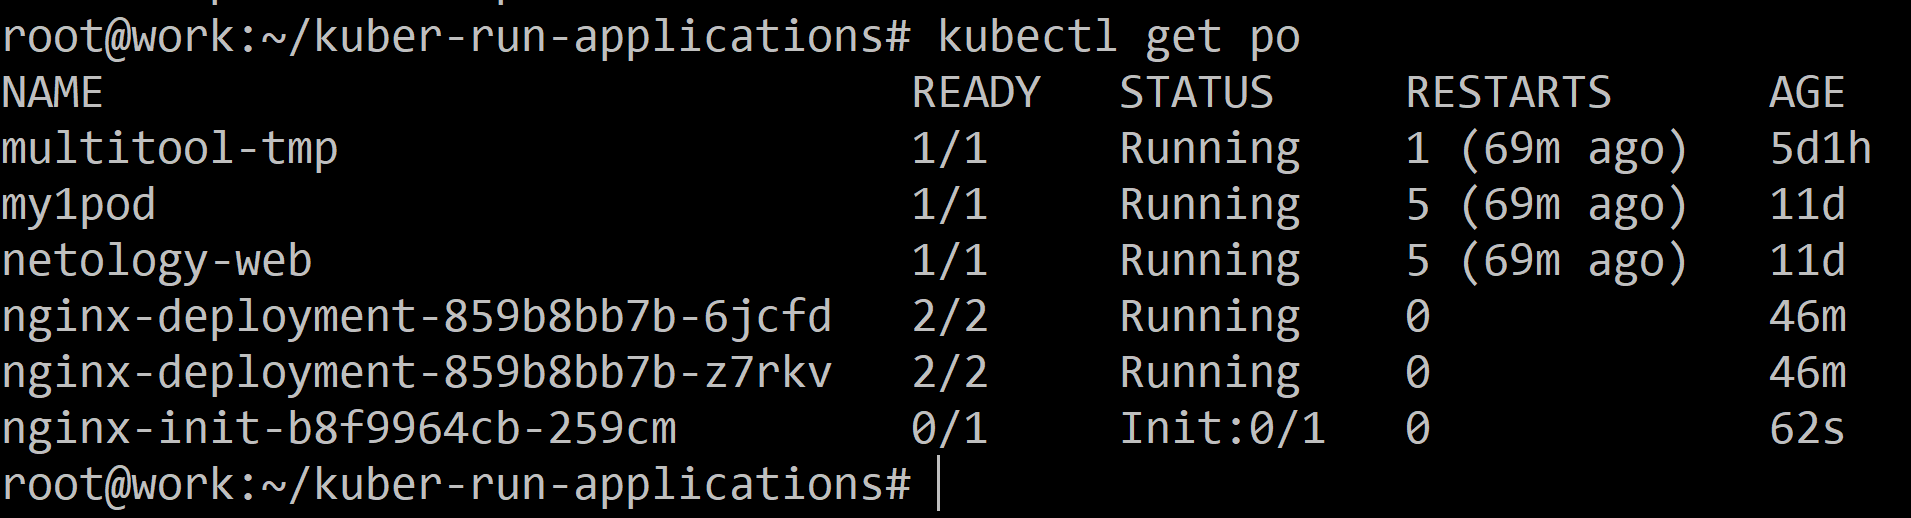 root@work:~/kuber-run-applications# kubectl get po
NAME                                READY   STATUS     RESTARTS      AGE
multitool-tmp                       1/1     Running    1 (69m ago)   5d1h
my1pod                              1/1     Running    5 (69m ago)   11d
netology-web                        1/1     Running    5 (69m ago)   11d
nginx-deployment-859b8bb7b-6jcfd   2/2     Running    0             46m
nginx-deployment-859b8bb7b-z7rkv   2/2     Running    0             46m
nginx-init-b8f9964cb-259cm          0/1     Init:0/1   0             62s
root@work:~/kuber-run-applications#